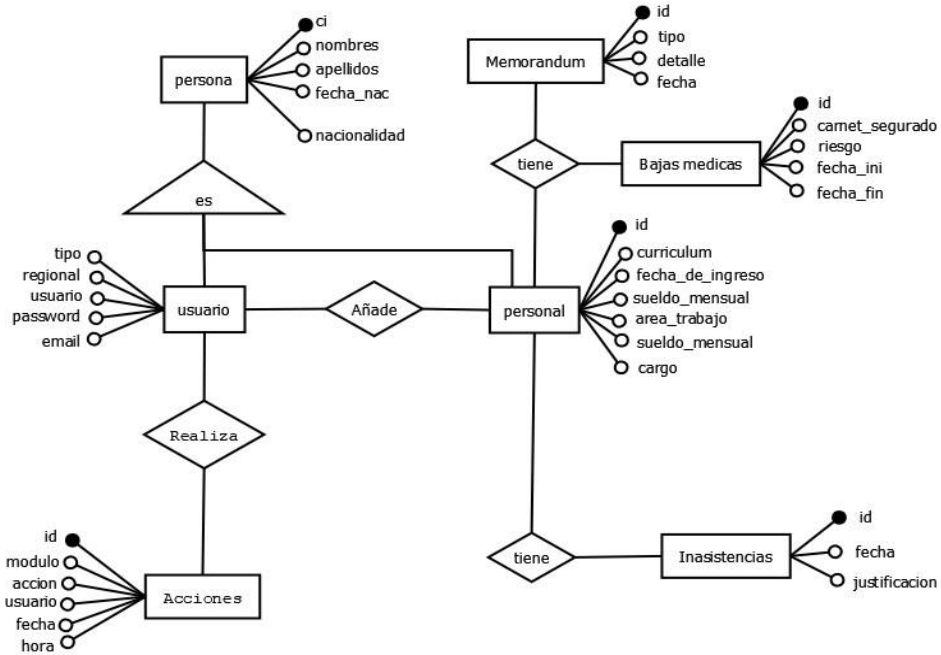 ci
nombres
apellidos
fecha_nac
nacionalidad
persona
es
id
tipo
detalle
fecha
Memorandum
tiene
id
carnet_segurado
riesgo
fecha_ini
fecha_fin
Bajas medicas
tipo
regional
usuario
password
email
usuario
Añade
personal
id
curriculum
fecha_de_ingreso
sueldo_mensual
area_trabajo
sueldo_mensual
cargo
Realiza
id
modulo
accion
usuario
fecha
hora
Acciones
tiene
Inasistencias
id
fecha
justificacion